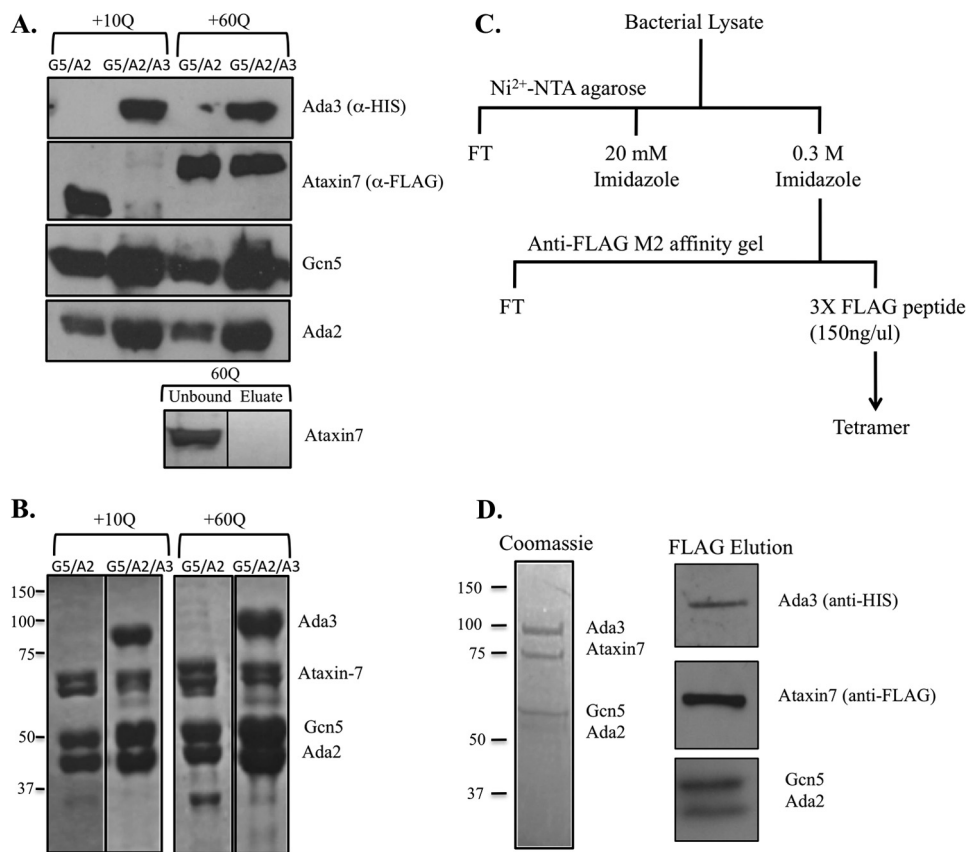 A.
+10Q
+60Q
G5/A2
G5/A2/A3
G5/A2
G5/A2/A3
Ada3 (α-HIS)
Ataxin7 (α-FLAG)
Gcn5
Ada2
60Q
Unbound
Eluate
Ataxin7
B.
+10Q
+60Q
G5/A2
G5/A2/A3
G5/A2
G5/A2/A3
150
100
75
50
37
Ada3
Ataxin-7
Gcn5
Ada2
C.
Bacterial Lysate
Ni²⁺-NTA agarose
FT
20 mM
Imidazole
0.3 M
Imidazole
Anti-FLAG M2 affinity gel
FT
3X FLAG peptide
(150ng/ul)
Tetramer
D.
Coomassie
150
100
75
50
37
Ada3
Ataxin7
Gcn5
Ada2
FLAG Elution
Ada3 (anti-HIS)
Ataxin7 (anti-FLAG)
Gcn5
Ada2